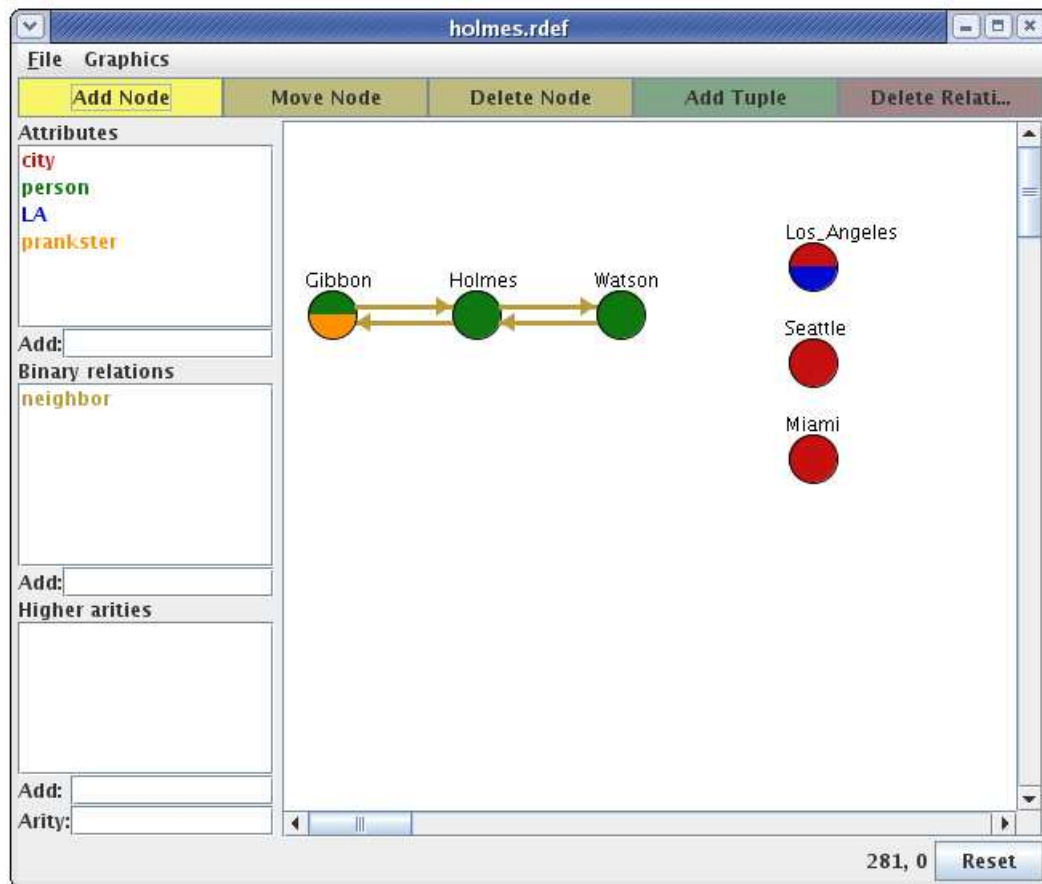 holmes.rdef
File Graphics
Add Node Move Node Delete Node Add Tuple Delete Relati...
Attributes
city
person
LA
prankster
Add:
Binary relations
neighbor
Add:
Higher arities
Add:
Arity:
Los_Angeles
Gibbon Holmes Watson
Seattle
Miami
281, 0 Reset